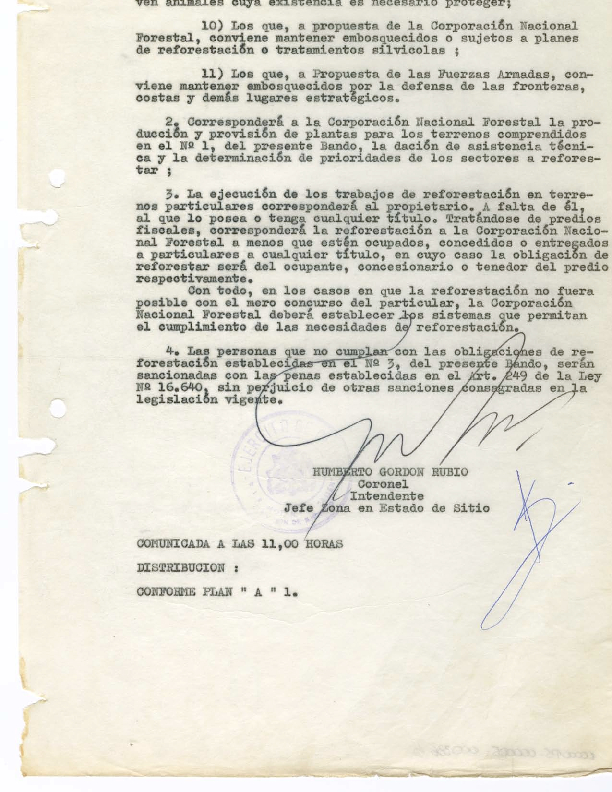 ven animales cuya existencia es necesario proteger;
10) Los que, a propuesta de la Corporación Nacional
Forestal, conviene mantener embosquecidos o sujetos a planes
de reforestación o tratamientos silvicolas ;
11) Los que, a Propuesta de las Fuerzas Armadas, con-
viene mantener embosquecidos por la defensa de las fronteras,
costas y demás lugares estratégicos.
2. Corresponderá a la Corporación Nacional Forestal la pro-
ducción y provisión de plantas para los terrenos comprendidos
en el Nº 1, del presente Bando, la dación de asistencia técni-
ca y la determinación de prioridades de los sectores a refores-
tar ;
3. La ejecución de los trabajos de reforestación en terre-
nos particulares corresponderá al propietario. A falta de él,
al que lo posea o tenga cualquier título. Tratándose de predios
fiscales, corresponderá la reforestación a la Corporación Nacio-
nal Forestal a menos que estén ocupados, concedidos o entregados
a particulares a cualquier título, en cuyo caso la obligación de
reforestar será del ocupante, concesionario o tenedor del predio
respectivamente.
Con todo, en los casos en que la reforestación no fuera
posible con el mero concurso del particular, la Corporación
Nacional Forestal deberá establecer los sistemas que permitan
el cumplimiento de las necesidades de reforestación.
4. Las personas que no cumplan con las obligaciones de re-
forestación establecidas en el Nº 3, del presente Bando, serán
sancionadas con las penas establecidas en el Art. 249 de la Ley
Nº 16.640, sin perjuicio de otras sanciones consagradas en la
legislación vigente.
HUMBERTO GORDON RUBIO
Coronel
Intendente
Jefe Zona en Estado de Sitio
COMUNICADA A LAS 11,00 HORAS
DISTRIBUCION :
CONFORME PLAN " A " 1.